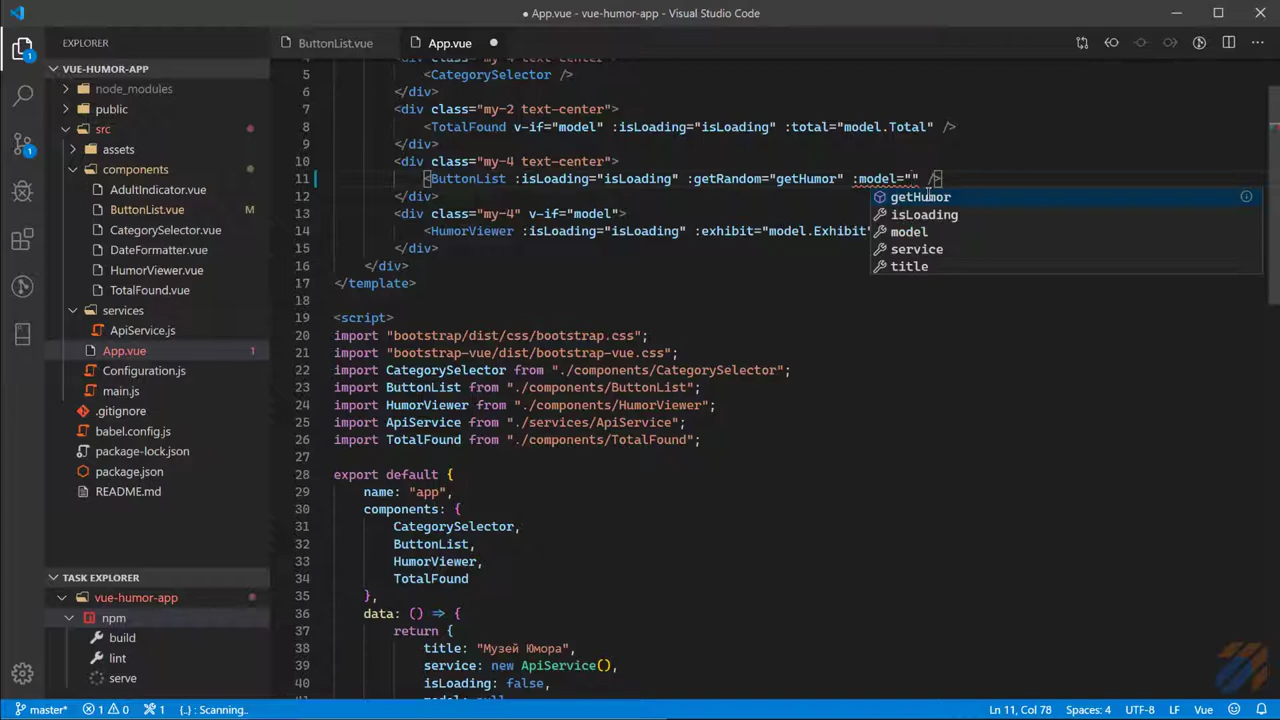 ● App.vue - vue-humor-app - Visual Studio Code
EXPLORER
VUE-HUMOR-APP
node_modules
public
src
assets
components
AdultIndicator.vue
ButtonList.vue
M
CategorySelector.vue
DateFormatter.vue
HumorViewer.vue
TotalFound.vue
services
ApiService.js
App.vue
1
Configuration.js
main.js
.gitignore
babel.config.js
package-lock.json
package.json
README.md
TASK EXPLORER
vue-humor-app
npm
build
lint
serve
1
1
ButtonList.vue
App.vue
5 <CategorySelector />
6 </div>
7 <div class="my-2 text-center">
8 <TotalFound v-if="model" :isLoading="isLoading" :total="model.Total" />
9 </div>
10 <div class="my-4 text-center">
11 <ButtonList :isLoading="isLoading" :getRandom="getHumor" :model="" />
12 </div>
13 <div class="my-4" v-if="model">
14 <HumorViewer :isLoading="isLoading" :exhibit="model.Exhibit"
15 </div>
16 </div>
17 </template>
18
19 <script>
20 import "bootstrap/dist/css/bootstrap.css";
21 import "bootstrap-vue/dist/bootstrap-vue.css";
22 import CategorySelector from "./components/CategorySelector";
23 import ButtonList from "./components/ButtonList";
24 import HumorViewer from "./components/HumorViewer";
25 import ApiService from "./services/ApiService";
26 import TotalFound from "./components/TotalFound";
27
28 export default {
29 name: "app",
30 components: {
31 CategorySelector,
32 ButtonList,
33 HumorViewer,
34 TotalFound
35 },
36 data: () => {
37 return {
38 title: "Музей Юмора",
39 service: new ApiService(),
40 isLoading: false,
getHumor
isLoading
model
service
title
master* 1 0 1 {..} : Scanning.. Ln 11, Col 78 Spaces: 4 UTF-8 LF Vue